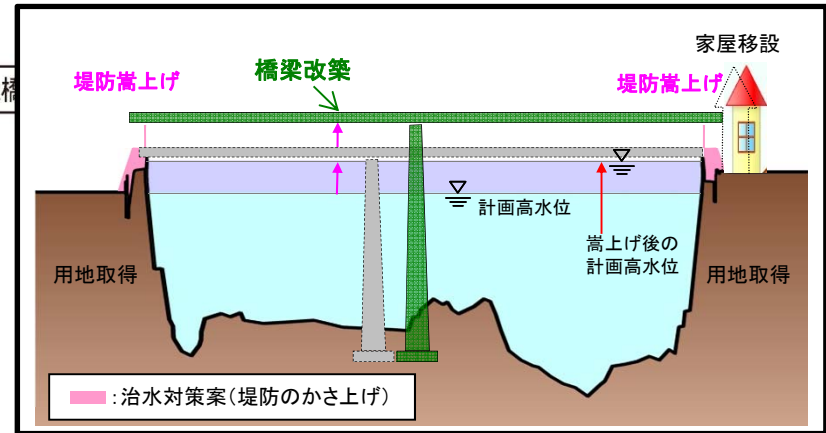 家屋移設
堤防嵩上げ
橋梁改築
堤防嵩上げ
橋
計画高水位
嵩上げ後の
計画高水位
用地取得
用地取得
:治水対策案(堤防のかさ上げ)